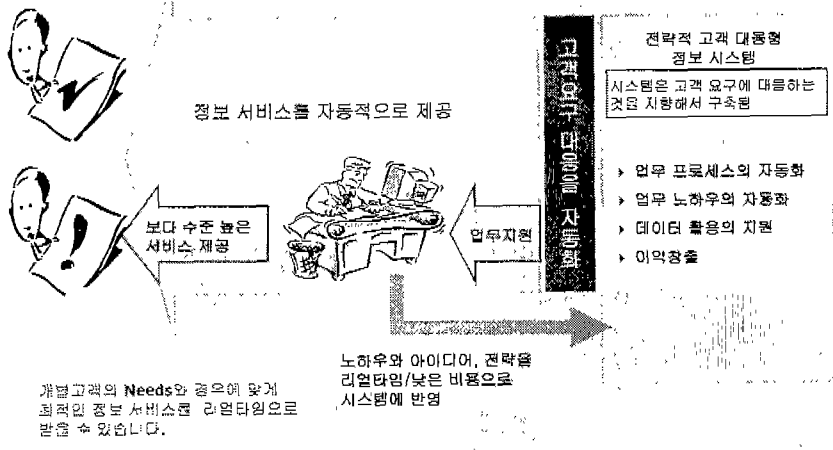 정보 서비스를 자동적으로 제공
보다 수준 높은
서비스 제공
업무지원
고객요구 대응을 자동화
전략적 고객 대응형
정보 시스템
시스템은 고객 요구에 대응하는
것을 지향해서 구축됨
▸ 업무 프로세스의 자동화
▸ 업무 노하우의 자동화
▸ 데이터 활용의 지원
▸ 이익창출
노하우와 아이디어, 전략을
리얼타임/낮은 비용으로
시스템에 반영
개별고객의 Needs와 경우에 맞게
최적인 정보 서비스를 리얼타임으로
받을 수 있습니다.